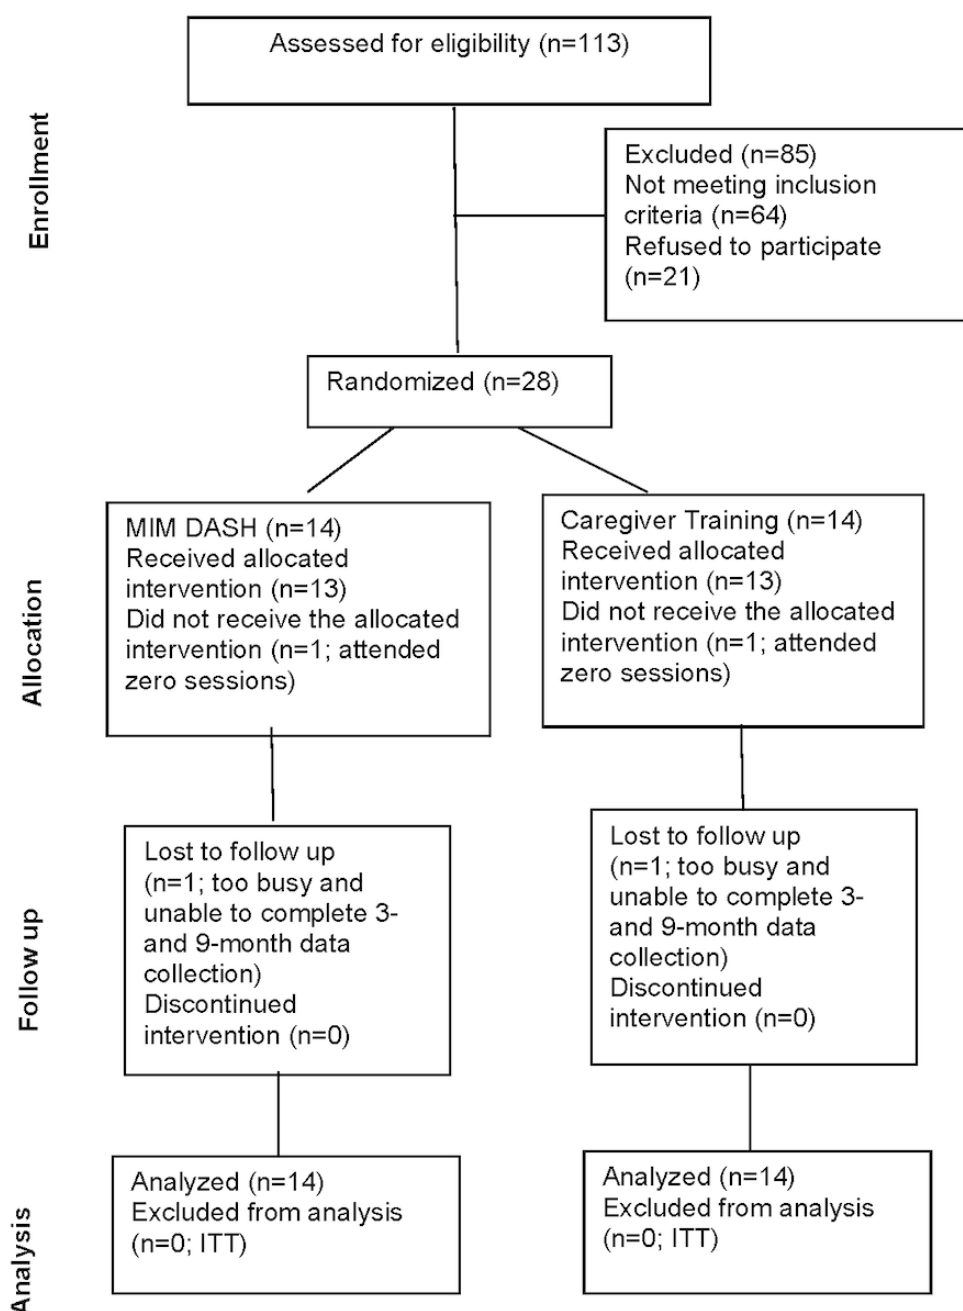 Assessed for eligibility (n=113)
Enrollment
Excluded (n=85)
Not meeting inclusion
criteria (n=64)
Refused to participate
(n=21)
Randomized (n=28)
Allocation
MIM DASH (n=14)
Received allocated
intervention (n=13)
Did not receive the allocated
intervention (n=1; attended
zero sessions)
Caregiver Training (n=14)
Received allocated
intervention (n=13)
Did not receive the allocated
intervention (n=1; attended
zero sessions)
Follow up
Lost to follow up
(n=1; too busy and
unable to complete 3-
and 9-month data
collection)
Discontinued
intervention (n=0)
Lost to follow up
(n=1; too busy and
unable to complete 3-
and 9-month data
collection)
Discontinued
intervention (n=0)
Analysis
Analyzed (n=14)
Excluded from analysis
(n=0; ITT)
Analyzed (n=14)
Excluded from analysis
(n=0; ITT)